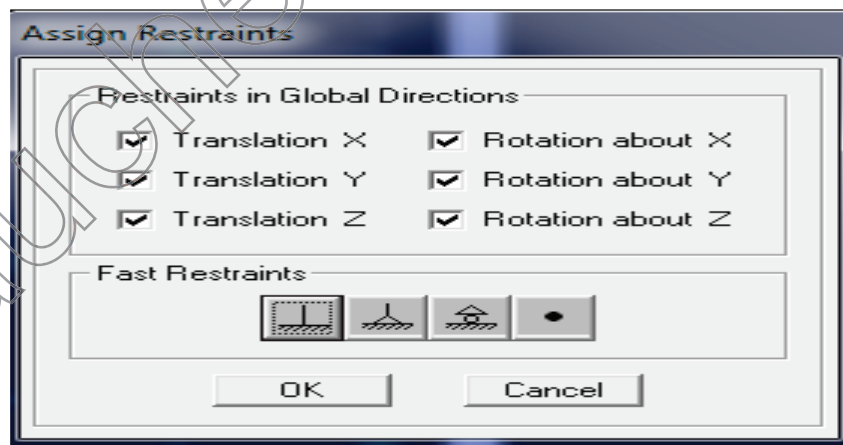 Assign Restraints
Restraints in Global Directions
Translation X
Rotation about X
Translation Y
Rotation about Y
Translation Z
Rotation about Z
Fast Restraints
OK
Cancel